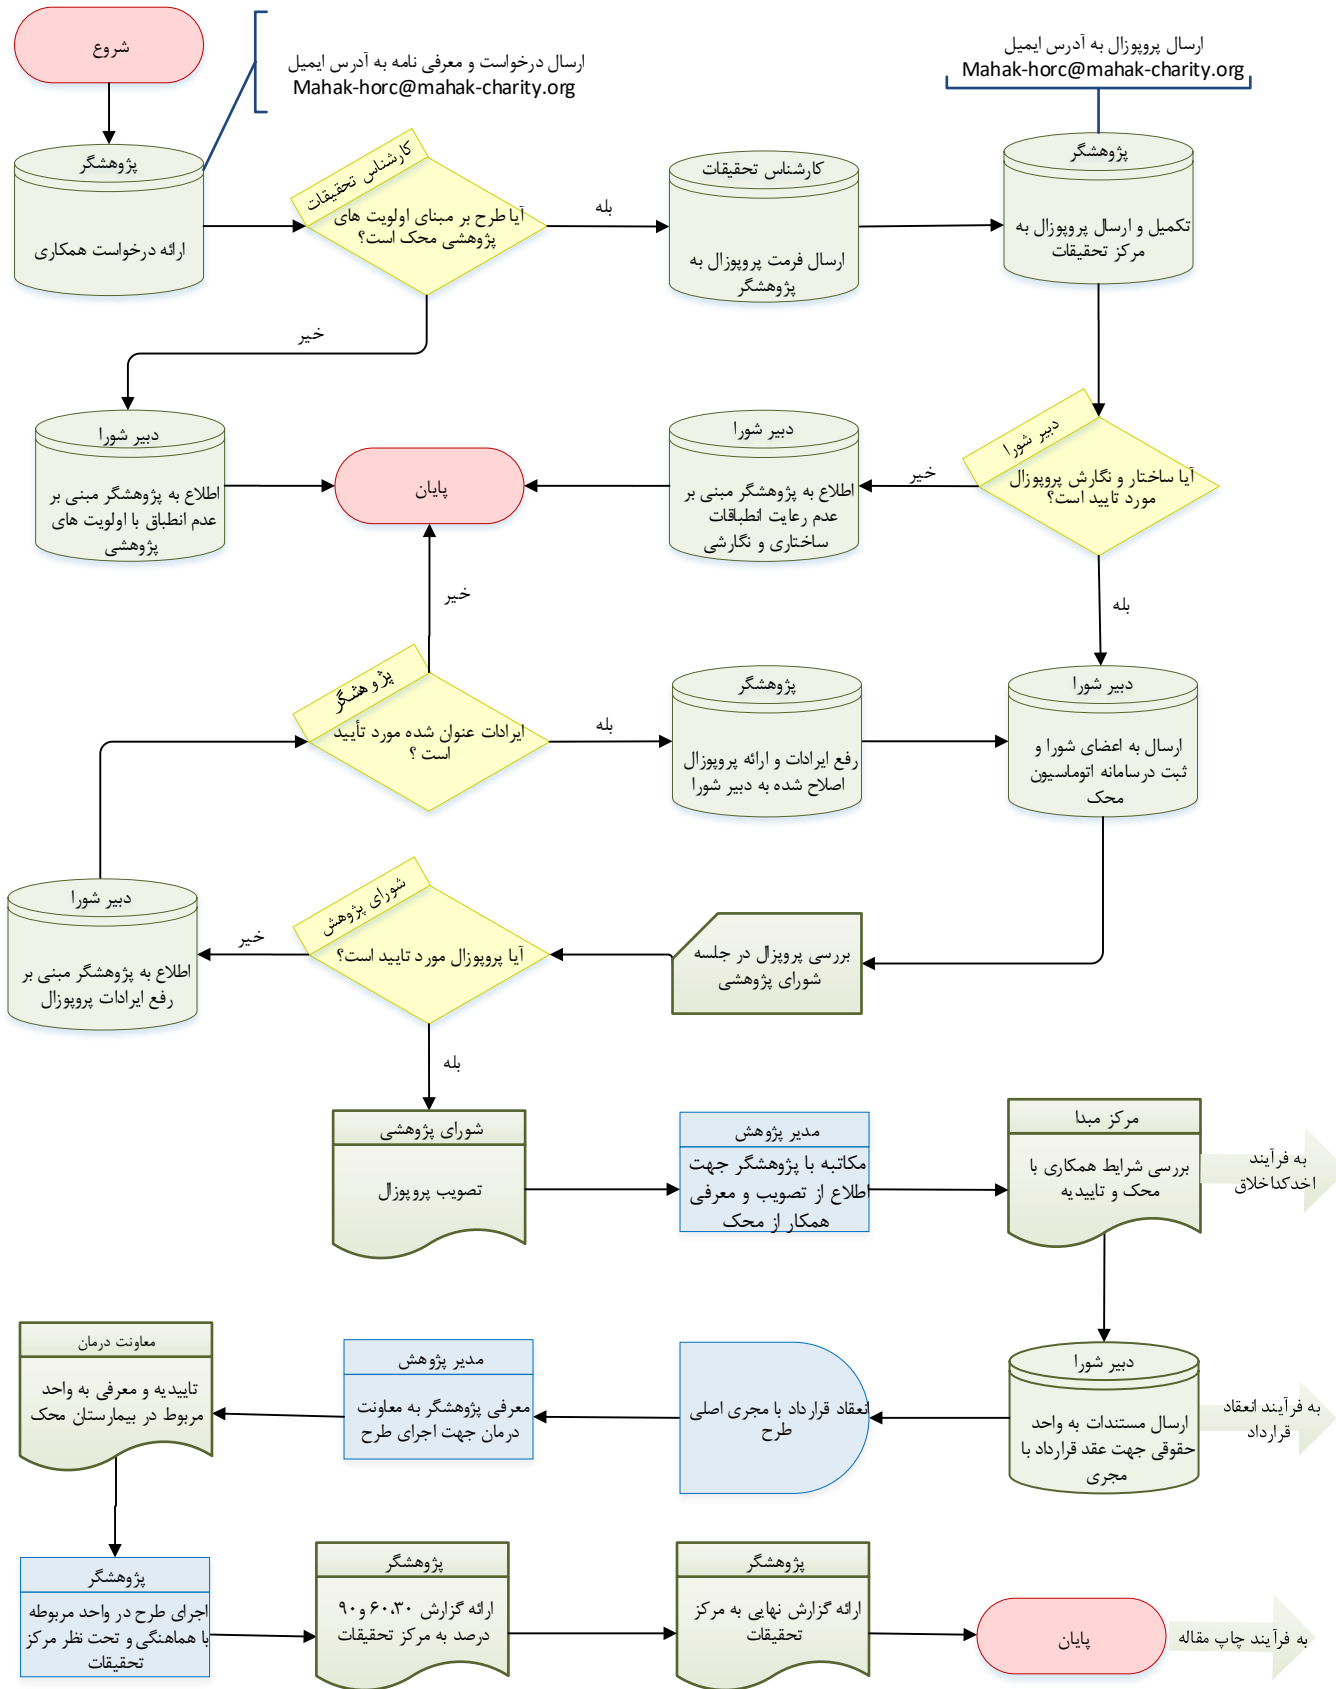 شروع
ارسال درخواست و معرفی نامه به آدرس ایمیل
Mahak-horc@mahak-charity.org
ارسال پروپوزال به آدرس ایمیل
Mahak-horc@mahak-charity.org
پژوهشگر
ارائه درخواست همکاری
کارشناس تحقیقات
آیا طرح بر مبنای اولویت های
پژوهشی محک است؟
بله
کارشناس تحقیقات
ارسال فرمت پروپوزال به
پژوهشگر
پژوهشگر
تکمیل و ارسال پروپوزال به
مرکز تحقیقات
خیر
دبیر شورا
اطلاع به پژوهشگر مبنی بر
عدم انطباق با اولویت های
پژوهشی
پایان
دبیر شورا
اطلاع به پژوهشگر مبنی بر
عدم رعایت انطباقات
ساختاری و نگارشی
خیر
دبیر شورا
آیا ساختار و نگارش پروپوزال
مورد تایید است؟
بله
خیر
پژوهشگر
ایرادات عنوان شده مورد تأیید
است ؟
بله
پژوهشگر
رفع ایرادات و ارائه پروپوزال
اصلاح شده به دبیر شورا
دبیر شورا
ارسال به اعضای شورا و
ثبت درسامانه اتوماسیون
محک
دبیر شورا
اطلاع به پژوهشگر مبنی بر
رفع ایرادات پروپوزال
خیر
شورای پژوهش
آیا پروپوزال مورد تایید است؟
بررسی پروپزال در جلسه
شورای پژوهشی
بله
شورای پژوهشی
تصویب پروپوزال
مدیر پژوهش
مکاتبه با پژوهشگر جهت
اطلاع از تصویب و معرفی
همکار از محک
مرکز مبدا
بررسی شرایط همکاری با
محک و تاییدیه
به فرآیند
اخدکداخلاق
معاونت درمان
تاییدیه و معرفی به واحد
مربوط در بیمارستان محک
مدیر پژوهش
معرفی پژوهشگر به معاونت
درمان جهت اجرای طرح
نعقاد قرارداد با مجری اصلی
طرح
دبیر شورا
ارسال مستندات به واحد
حقوقی جهت عقد قرارداد با
مجری
به فرآیند انعقاد
قرارداد
پژوهشگر
اجرای طرح در واحد مربوطه
با هماهنگی و تحت نظر مرکز
تحقیقات
پژوهشگر
ارائه گزارش ۶۰،۳۰ و۹۰
درصد به مرکز تحقیقات
پژوهشگر
ارائه گزارش نهایی به مرکز
تحقیقات
پایان
به فرآیند چاپ مقاله